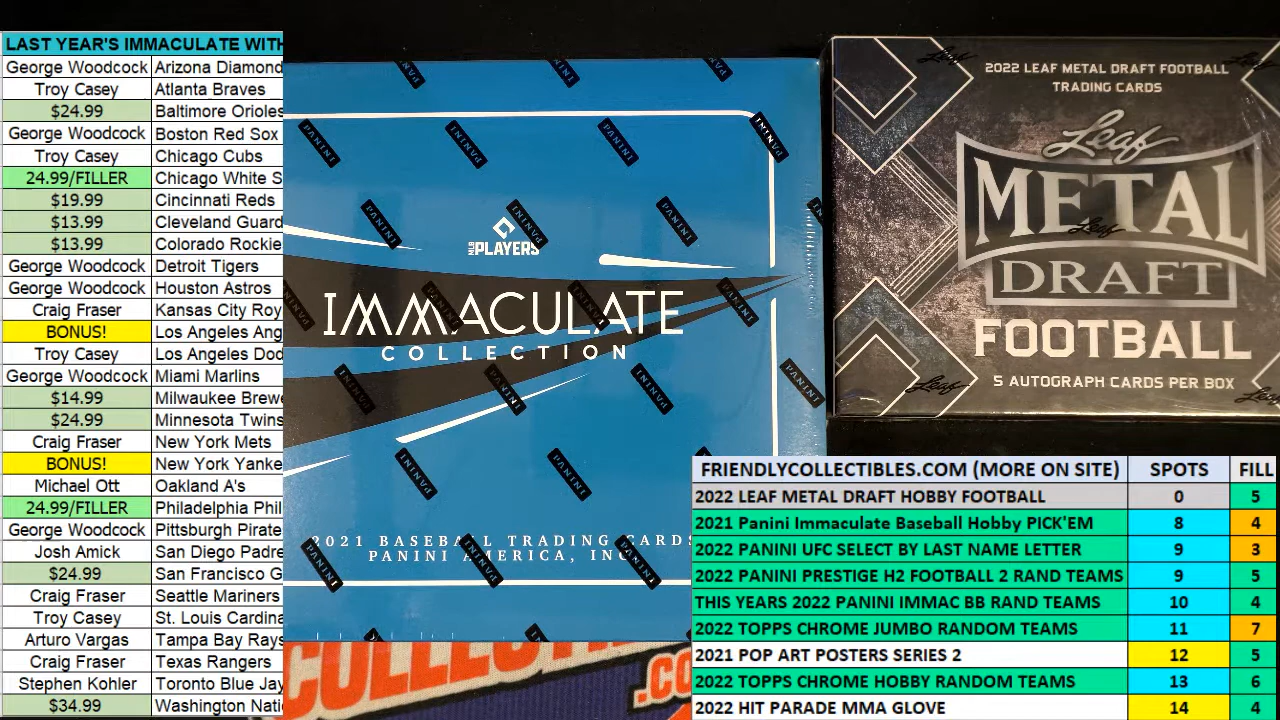 LAST YEAR'S IMMACULATE WITH
George Woodcock Arizona Diamond
Troy Casey Atlanta Braves
$24.99 Baltimore Orioles
George Woodcock Boston Red Sox
Troy Casey Chicago Cubs
24.99/FILLER Chicago White S
$19.99 Cincinnati Reds
$13.99 Cleveland Guard
$13.99 Colorado Rockie
George Woodcock Detroit Tigers
George Woodcock Houston Astros
Craig Fraser Kansas City Roy
BONUS! Los Angeles Ang
Troy Casey Los Angeles Dod
George Woodcock Miami Marlins
$14.99 Milwaukee Brewe
$24.99 Minnesota Twins
Craig Fraser New York Mets
BONUS! New York Yanke
Michael Ott Oakland A's
24.99/FILLER Philadelphia Phil
George Woodcock Pittsburgh Pirate
Josh Amick San Diego Padre
$24.99 San Francisco G
Craig Fraser Seattle Mariners
Troy Casey St. Louis Cardina
Arturo Vargas Tampa Bay Rays
Craig Fraser Texas Rangers
Stephen Kohler Toronto Blue Jay
$34.99 Washington Nati
MLB PLAYERS
IMMACULATE
COLLECTION
2021 BASEBALL TRADING CARDS
PANINI AMERICA, INC.
PANINI
COLLECTI
.CO
2022 LEAF METAL DRAFT FOOTBALL
TRADING CARDS
Leaf
METAL
Leaf
DRAFT
FOOTBALL
5 AUTOGRAPH CARDS PER BOX
FRIENDLYCOLLECTIBLES.COM (MORE ON SITE) SPOTS FILL
2022 LEAF METAL DRAFT HOBBY FOOTBALL 0 5
2021 Panini Immaculate Baseball Hobby PICK'EM 8 4
2022 PANINI UFC SELECT BY LAST NAME LETTER 9 3
2022 PANINI PRESTIGE H2 FOOTBALL 2 RAND TEAMS 9 5
THIS YEARS 2022 PANINI IMMAC BB RAND TEAMS 10 4
2022 TOPPS CHROME JUMBO RANDOM TEAMS 11 7
2021 POP ART POSTERS SERIES 2 12 5
2022 TOPPS CHROME HOBBY RANDOM TEAMS 13 6
2022 HIT PARADE MMA GLOVE 14 4